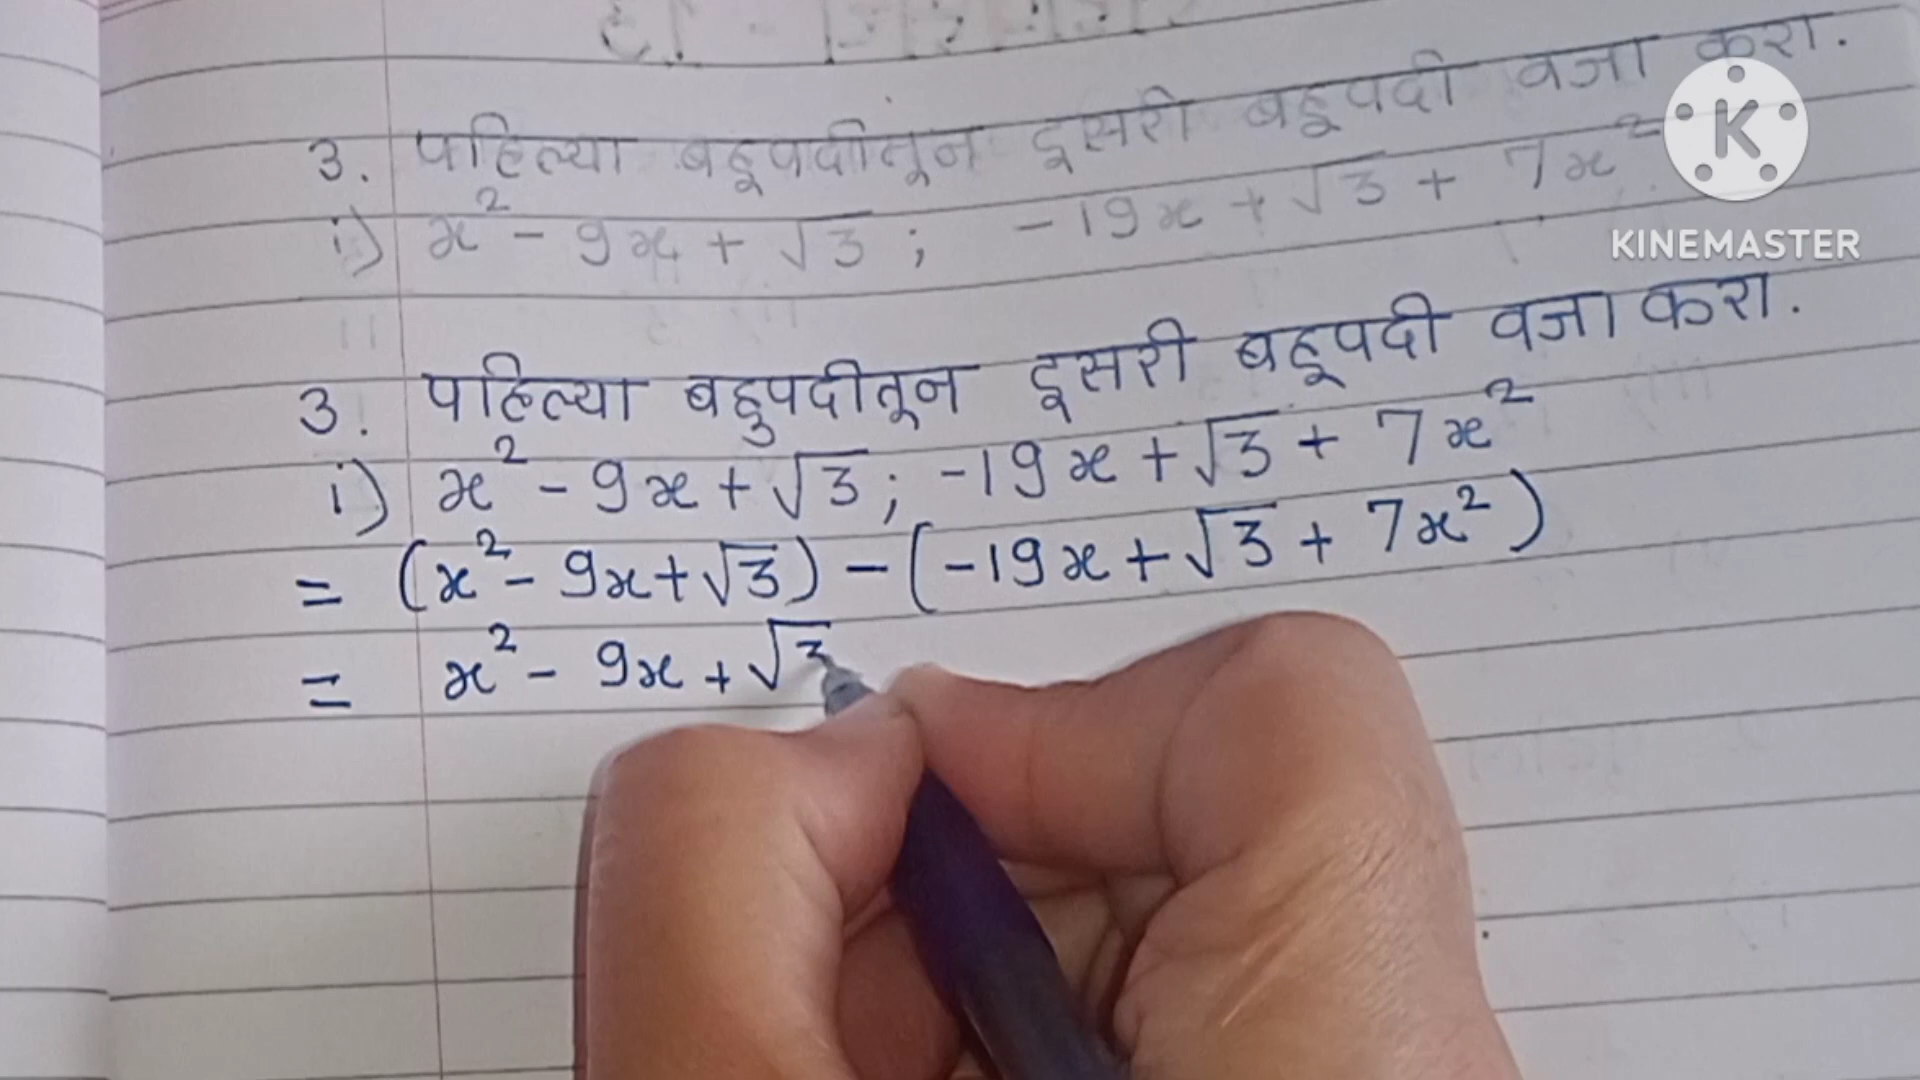 3. पहिल्या बहूपदीतून दूसरी बहूपदी वजा करा.
i) x² - 9x + √3 ; -19x + √3 + 7x²
K
KINEMASTER
3. पहिल्या बहुपदीतून दूसरी बहूपदी वजा करा.
i) x² - 9x + √3 ; -19x + √3 + 7x²
= (x² - 9x + √3) - (-19x + √3 + 7x²)
= x² - 9x + √3